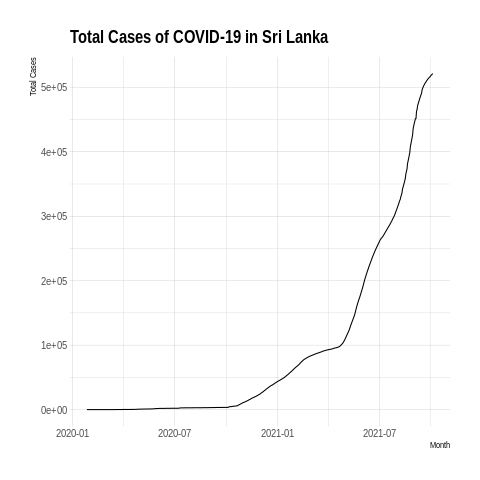 Total Cases of COVID-19 in Sri Lanka
Total Cases
5e+05
4e+05
3e+05
2e+05
1e+05
0e+00
2020-01 2020-07 2021-01 2021-07
Month